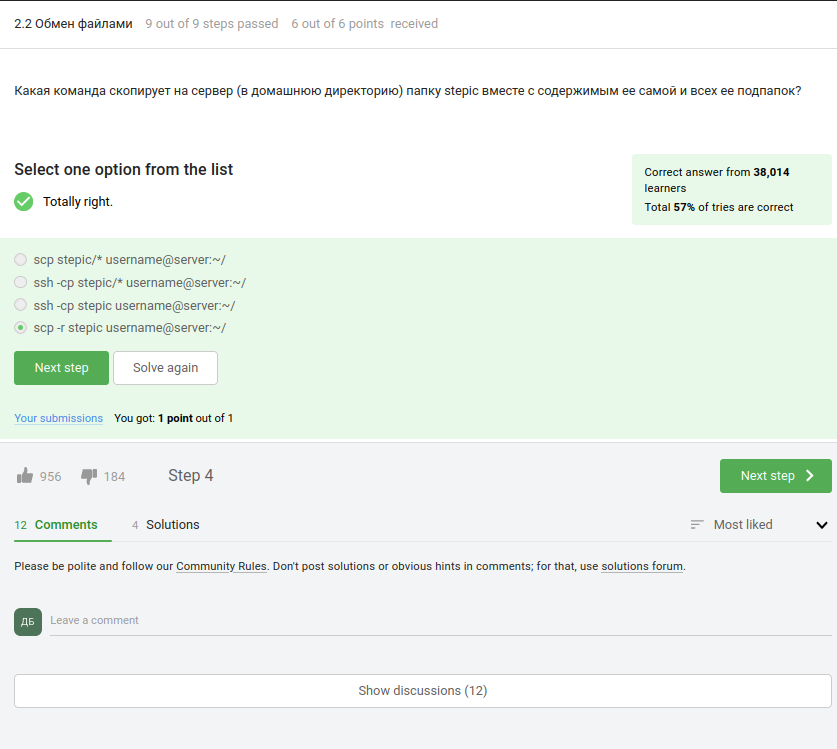 2.2 Обмен файлами 9 out of 9 steps passed 6 out of 6 points received
Какая команда скопирует на сервер (в домашнюю директорию) папку stepic вместе с содержимым ее самой и всех ее подпапок?
Select one option from the list
Totally right.
Correct answer from 38,014
learners
Total 57% of tries are correct
scp stepic/* username@server:~/
ssh -cp stepic/* username@server:~/
ssh -cp stepic username@server:~/
scp -r stepic username@server:~/
Next step Solve again
Your submissions You got: 1 point out of 1
956 184 Step 4 Next step
12 Comments 4 Solutions Most liked
Please be polite and follow our Community Rules. Don't post solutions or obvious hints in comments; for that, use solutions forum.
ДБ Leave a comment
Show discussions (12)